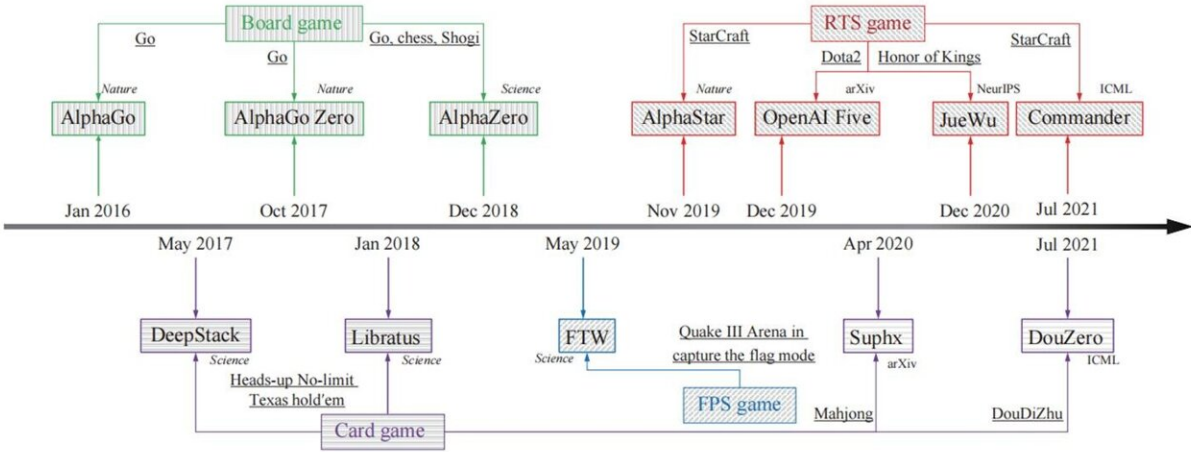 Board game
RTS game
Go
Go
Go, chess, Shogi
StarCraft
Dota2
Honor of Kings
StarCraft
Nature
Nature
Science
Nature
arXiv
NeurIPS
ICML
AlphaGo
AlphaGo Zero
AlphaZero
AlphaStar
OpenAI Five
JueWu
Commander
Jan 2016
Oct 2017
Dec 2018
Nov 2019
Dec 2019
Dec 2020
Jul 2021
May 2017
Jan 2018
May 2019
Apr 2020
Jul 2021
DeepStack
Libratus
FTW
Suphx
DouZero
Science
Science
Science
arXiv
ICML
Quake III Arena in
capture the flag mode
Heads-up No-limit
Texas hold'em
FPS game
Mahjong
DouDiZhu
Card game